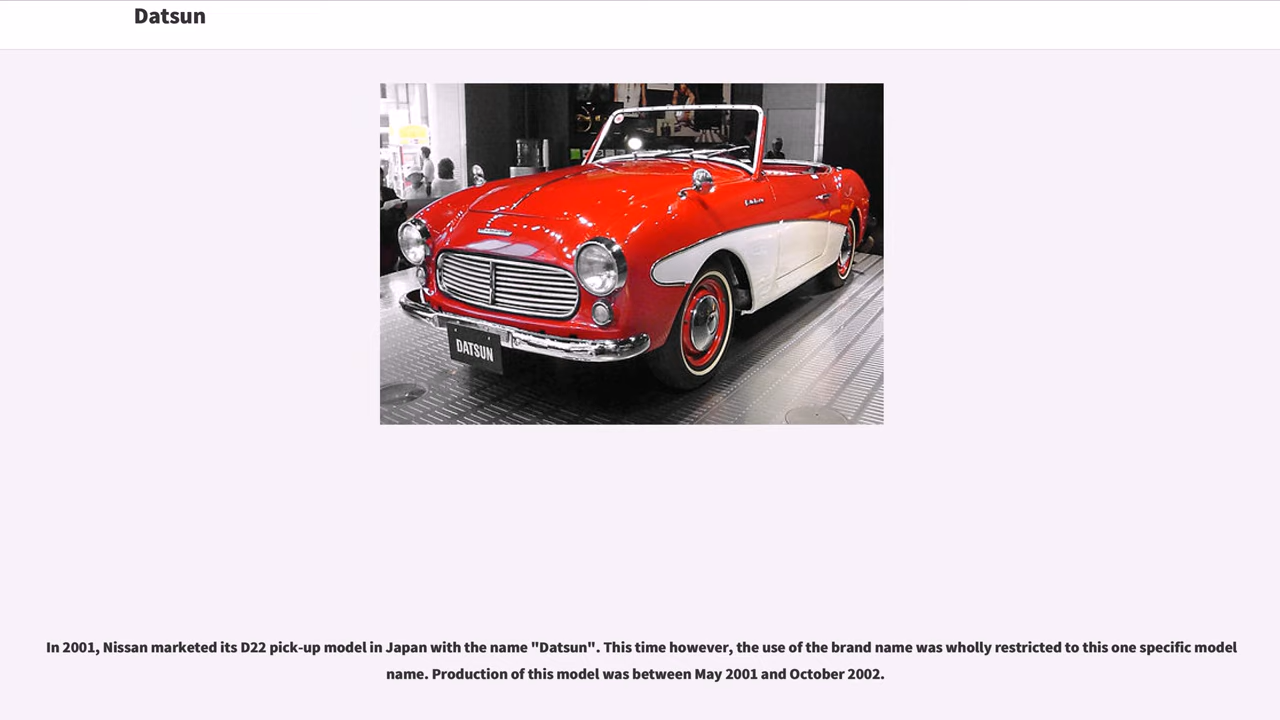 Datsun
DATSUN
In 2001, Nissan marketed its D22 pick-up model in Japan with the name "Datsun". This time however, the use of the brand name was wholly restricted to this one specific model
name. Production of this model was between May 2001 and October 2002.